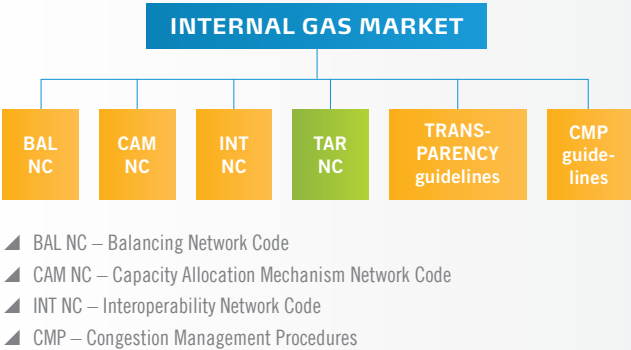 INTERNAL GAS MARKET
BAL
NC
CAM
NC
INT
NC
TAR
NC
TRANS-
PARENCY
guidelines
CMP
guide-
lines
BAL NC – Balancing Network Code
CAM NC – Capacity Allocation Mechanism Network Code
INT NC – Interoperability Network Code
CMP – Congestion Management Procedures